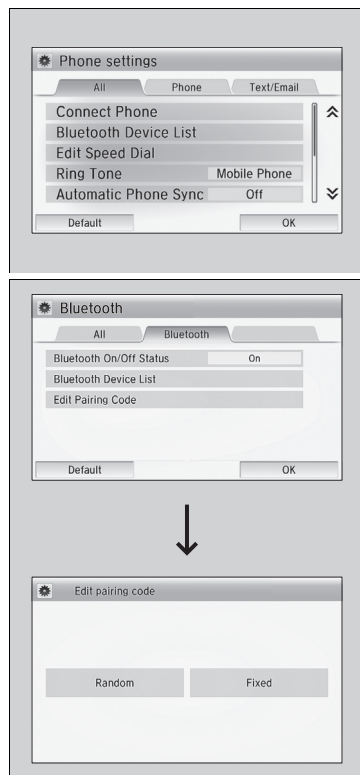 Phone settings
All Phone Text/Email
Connect Phone
Bluetooth Device List
Edit Speed Dial
Ring Tone Mobile Phone
Automatic Phone Sync Off
Default OK
Bluetooth
All Bluetooth
Bluetooth On/Off Status On
Bluetooth Device List
Edit Pairing Code
Default OK
Edit pairing code
Random Fixed